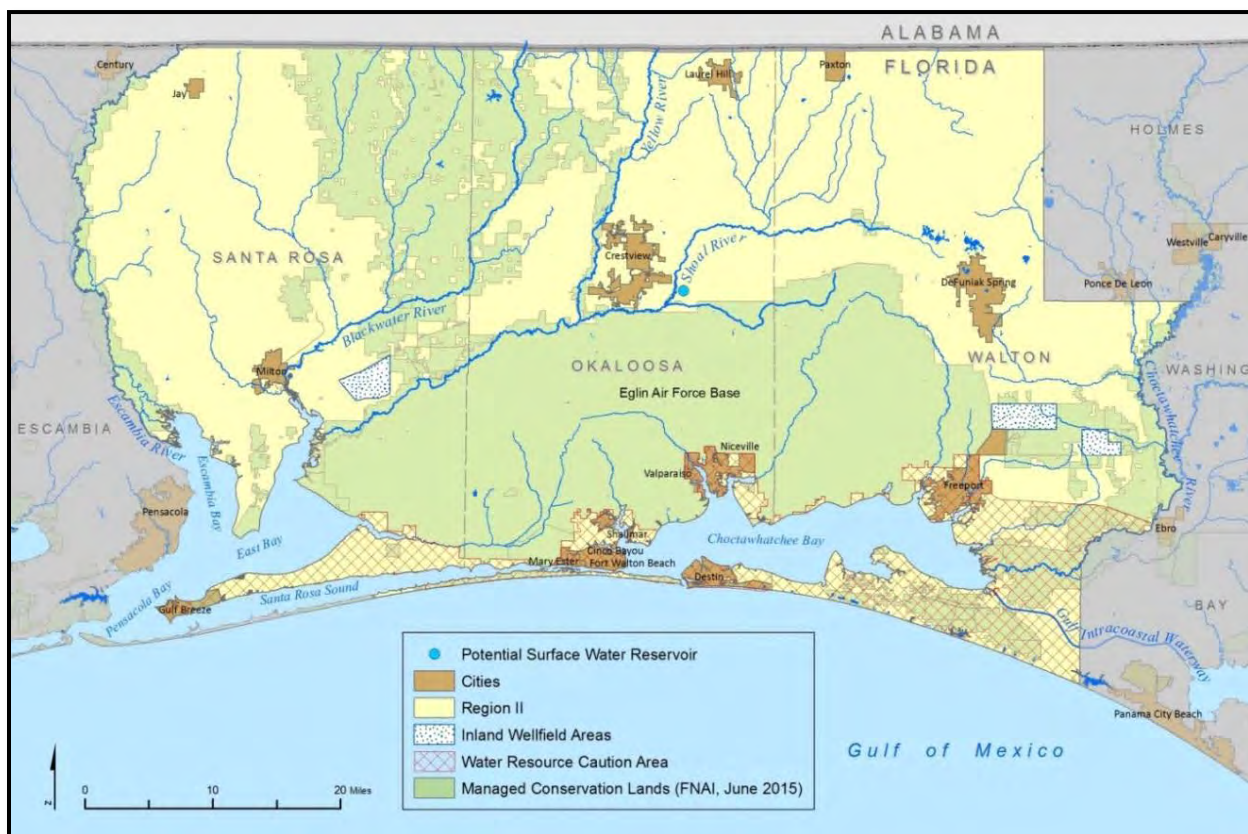 ALABAMA
FLORIDA
Century
Jay
Laurel Hill
Paxton
HOLMES
Yellow River
Westville
Caryville
SANTA ROSA
Crestview
Shoal River
DeFuniak Spring
Ponce De Leon
Blackwater River
Milton
OKALOOSA
WALTON
WASHING
Eglin Air Force Base
Choctawhatchee River
ESCAMBIA
Escambia River
Escambia Bay
Niceville
Valparaiso
Freeport
Pensacola
East Bay
Shalimar
Cinco Bayou
Mary Ester
Fort Walton Beach
Choctawhatchee Bay
Ebro
Destin
Santa Rosa Sound
Gulf Breeze
Pensacola Bay
BAY
Gulf Intracoastal Waterway
Panama City Beach
Gulf of Mexico
Potential Surface Water Reservoir
Cities
Region II
Inland Wellfield Areas
Water Resource Caution Area
Managed Conservation Lands (FNAI, June 2015)
N
0 10 20 Miles